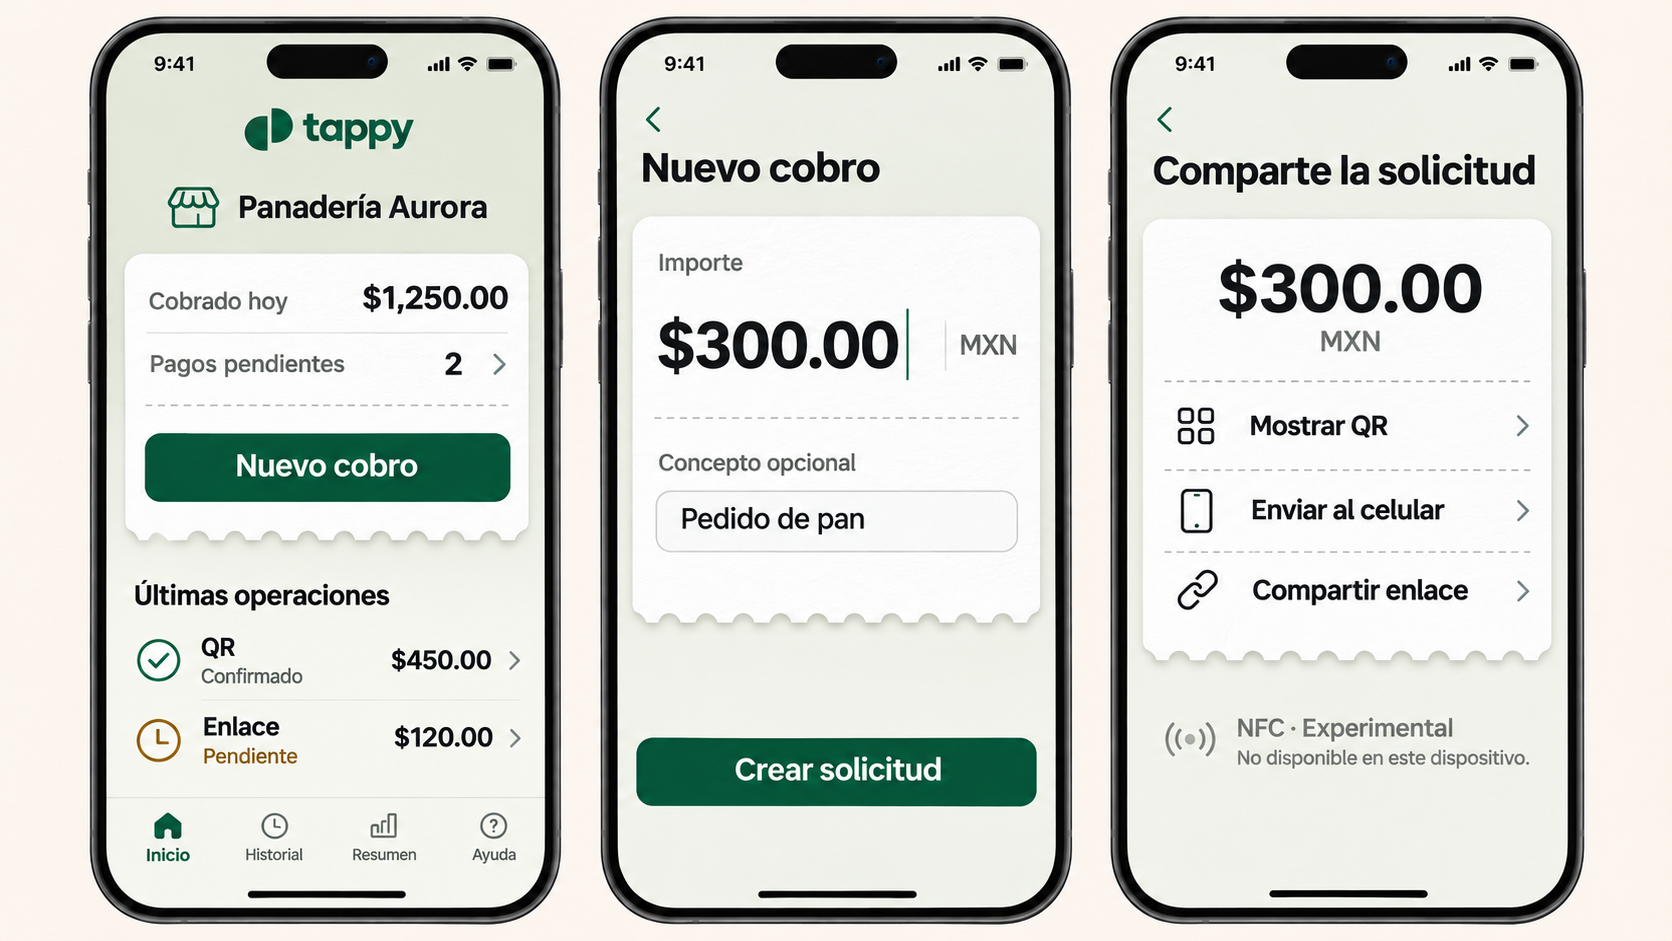 9:41
tappy
Panadería Aurora
Cobrado hoy $1,250.00
Pagos pendientes 2
Nuevo cobro
Últimas operaciones
QR
Confirmado
$450.00
Enlace
Pendiente
$120.00
Inicio Historial Resumen Ayuda
9:41
Nuevo cobro
Importe
$300.00 MXN
Concepto opcional
Pedido de pan
Crear solicitud
9:41
Comparte la solicitud
$300.00
MXN
Mostrar QR
Enviar al celular
Compartir enlace
NFC · Experimental
No disponible en este dispositivo.